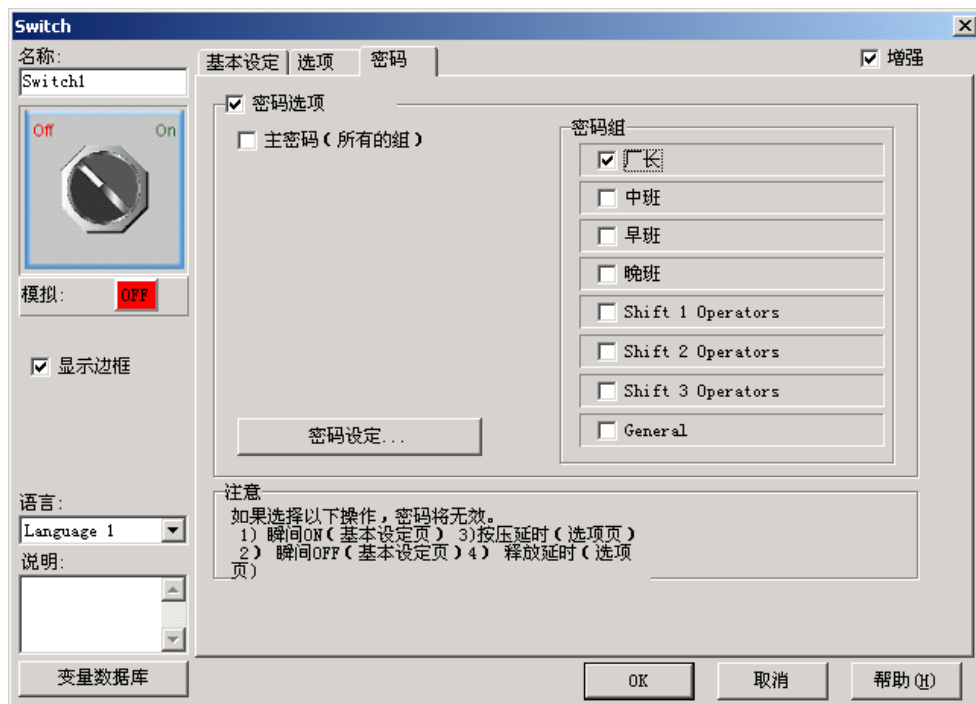 Switch
名称:
Switch1
Off On
模拟:
OFF
显示边框
语言:
Language 1
说明:
变量数据库
基本设定
选项
密码
增强
密码选项
主密码(所有的组)
密码设定...
密码组
厂长
中班
早班
晚班
Shift 1 Operators
Shift 2 Operators
Shift 3 Operators
General
注意
如果选择以下操作,密码将无效。
1) 瞬间ON(基本设定页) 3)按压延时(选项页)
2) 瞬间OFF(基本设定页)4) 释放延时(选项
页)
OK
取消
帮助(H)